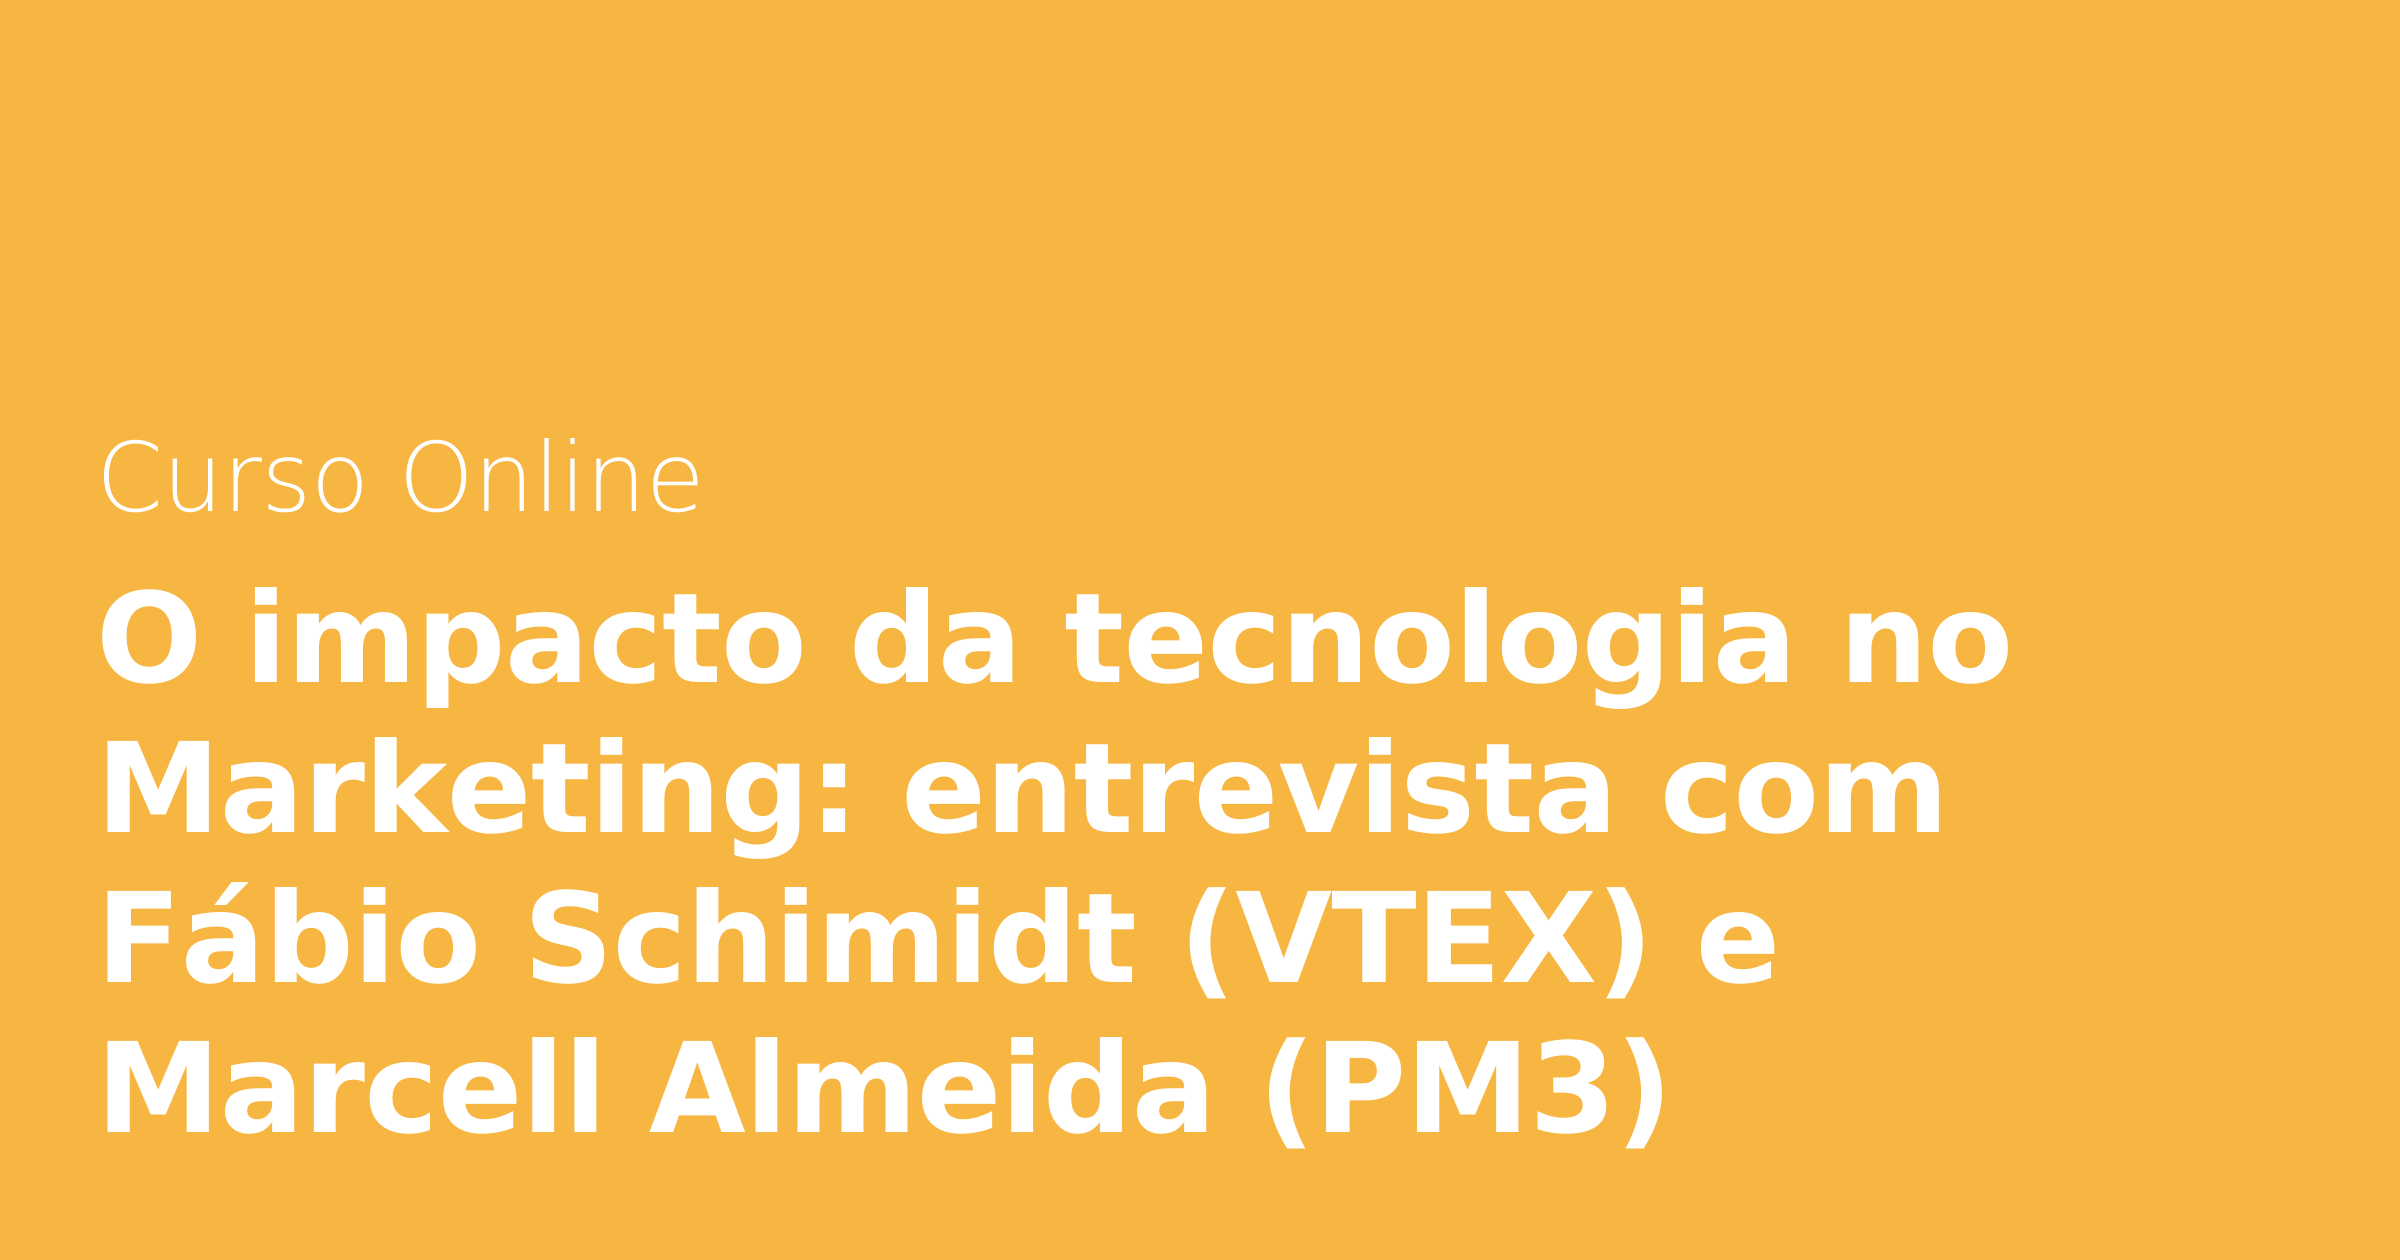 Curso Online
O impacto da tecnologia no
Marketing: entrevista com
Fábio Schimidt (VTEX) e
Marcell Almeida (PM3)